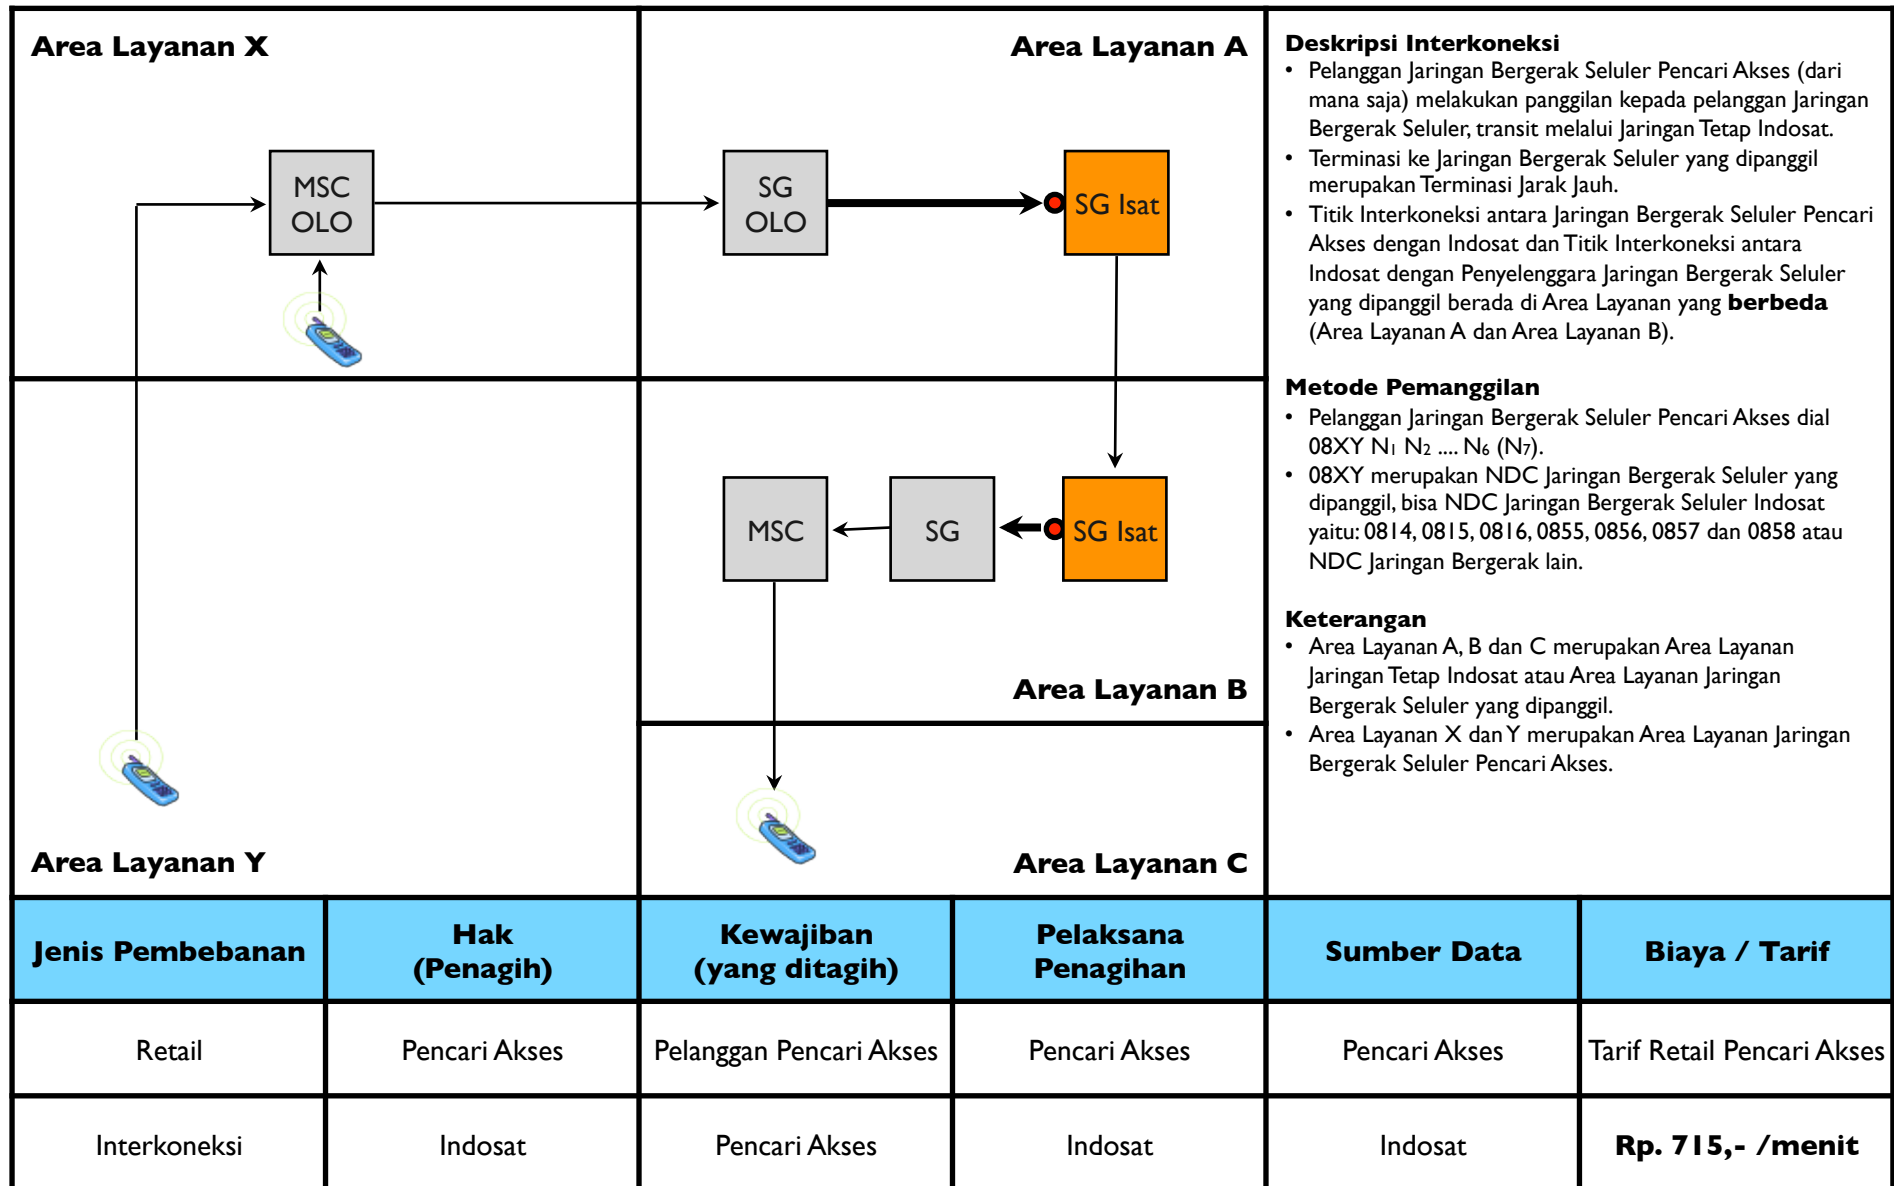 Area Layanan X
Area Layanan A
MSC
OLO
SG
OLO
SG Isat
MSC
SG
SG Isat
Area Layanan B
Area Layanan Y
Area Layanan C
Deskripsi Interkoneksi
• Pelanggan Jaringan Bergerak Seluler Pencari Akses (dari
mana saja) melakukan panggilan kepada pelanggan Jaringan
Bergerak Seluler, transit melalui Jaringan Tetap Indosat.
• Terminasi ke Jaringan Bergerak Seluler yang dipanggil
merupakan Terminasi Jarak Jauh.
• Titik Interkoneksi antara Jaringan Bergerak Seluler Pencari
Akses dengan Indosat dan Titik Interkoneksi antara
Indosat dengan Penyelenggara Jaringan Bergerak Seluler
yang dipanggil berada di Area Layanan yang berbeda
(Area Layanan A dan Area Layanan B).
Metode Pemanggilan
• Pelanggan Jaringan Bergerak Seluler Pencari Akses dial
08XY N₁ N₂ .... N₆ (N₇).
• 08XY merupakan NDC Jaringan Bergerak Seluler yang
dipanggil, bisa NDC Jaringan Bergerak Seluler Indosat
yaitu: 0814, 0815, 0816, 0855, 0856, 0857 dan 0858 atau
NDC Jaringan Bergerak lain.
Keterangan
• Area Layanan A, B dan C merupakan Area Layanan
Jaringan Tetap Indosat atau Area Layanan Jaringan
Bergerak Seluler yang dipanggil.
• Area Layanan X dan Y merupakan Area Layanan Jaringan
Bergerak Seluler Pencari Akses.
Jenis Pembebanan
Hak
(Penagih)
Kewajiban
(yang ditagih)
Pelaksana
Penagihan
Sumber Data
Biaya / Tarif
Retail
Pencari Akses
Pelanggan Pencari Akses
Pencari Akses
Pencari Akses
Tarif Retail Pencari Akses
Interkoneksi
Indosat
Pencari Akses
Indosat
Indosat
Rp. 715,- /menit